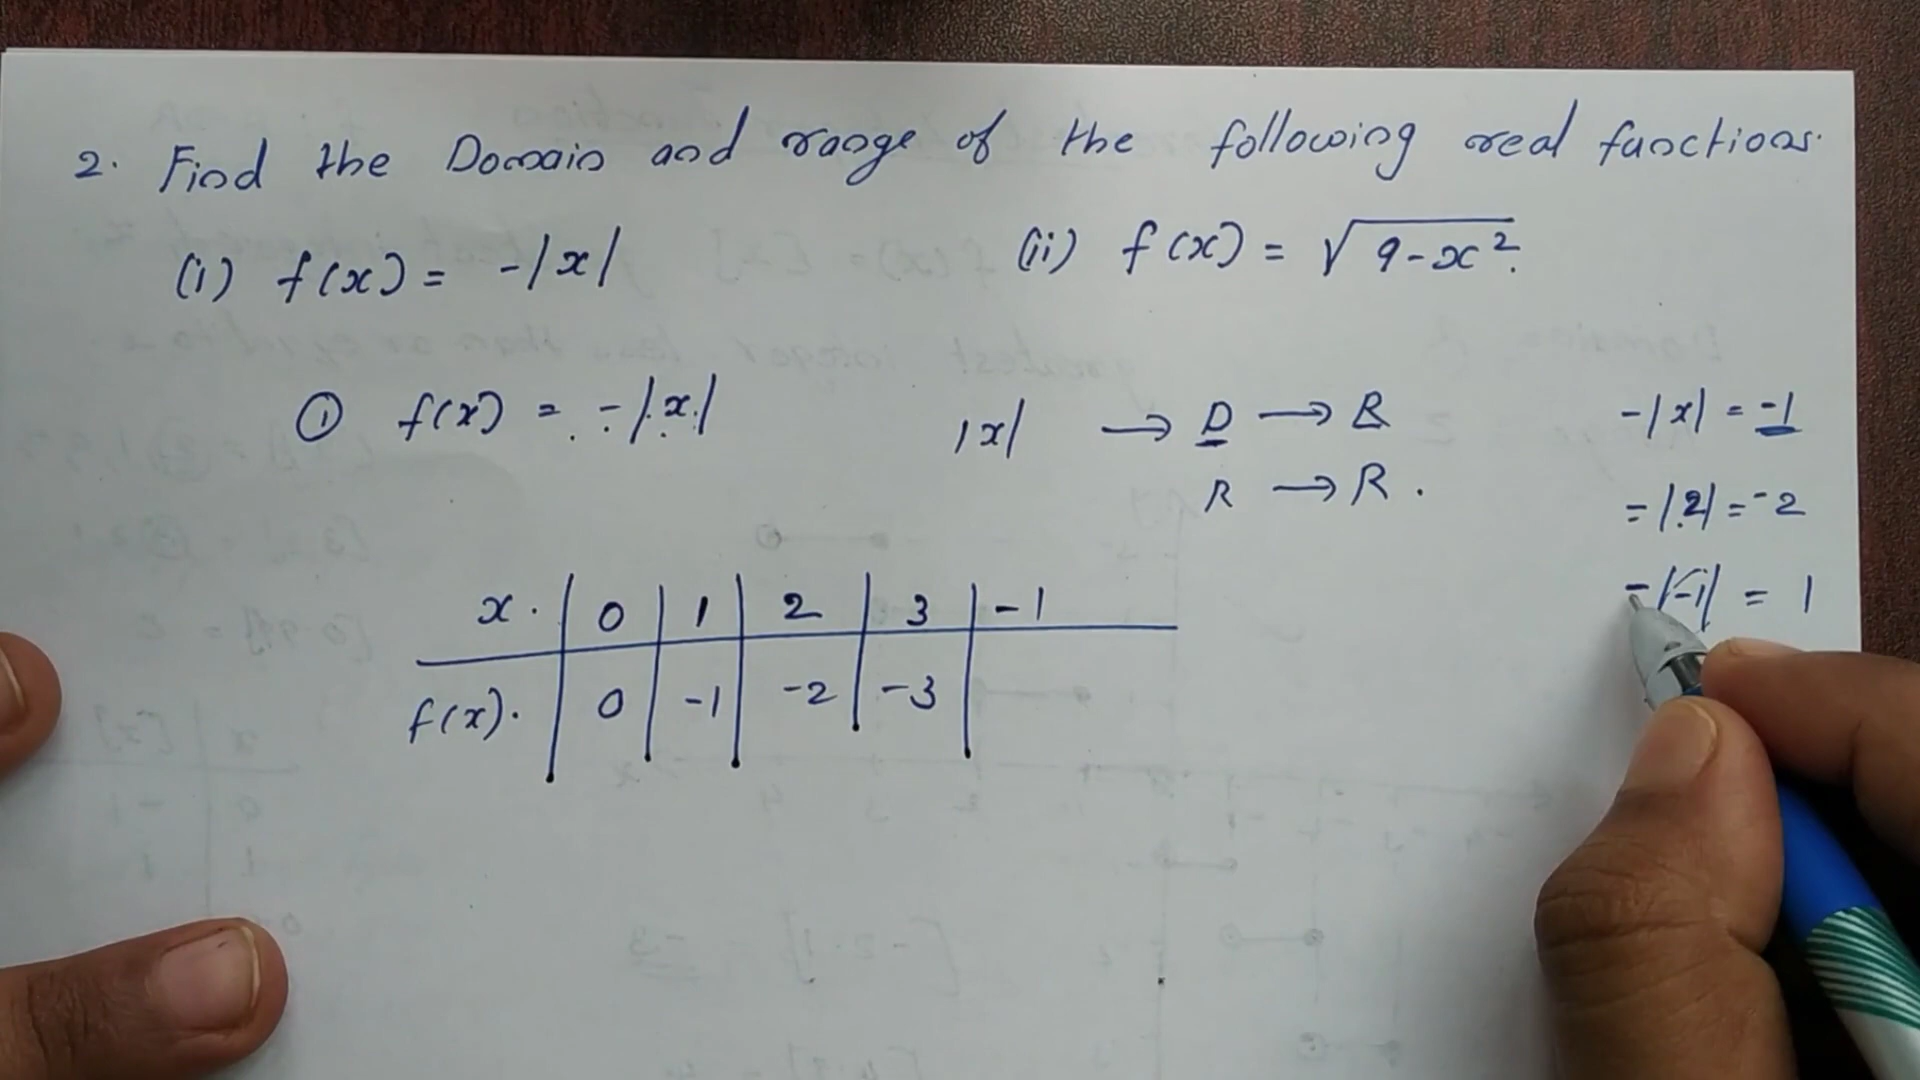 2. Find the Domain and range of the following real functions.
(i) f(x) = -|x|
(ii) f(x) = √9-x².
① f(x) = -|x|
|x| → D → R
R → R.
-|x| = -1
-|2| = -2
-|-1| = 1
x. 0 1 2 3 -1
f(x). 0 -1 -2 -3